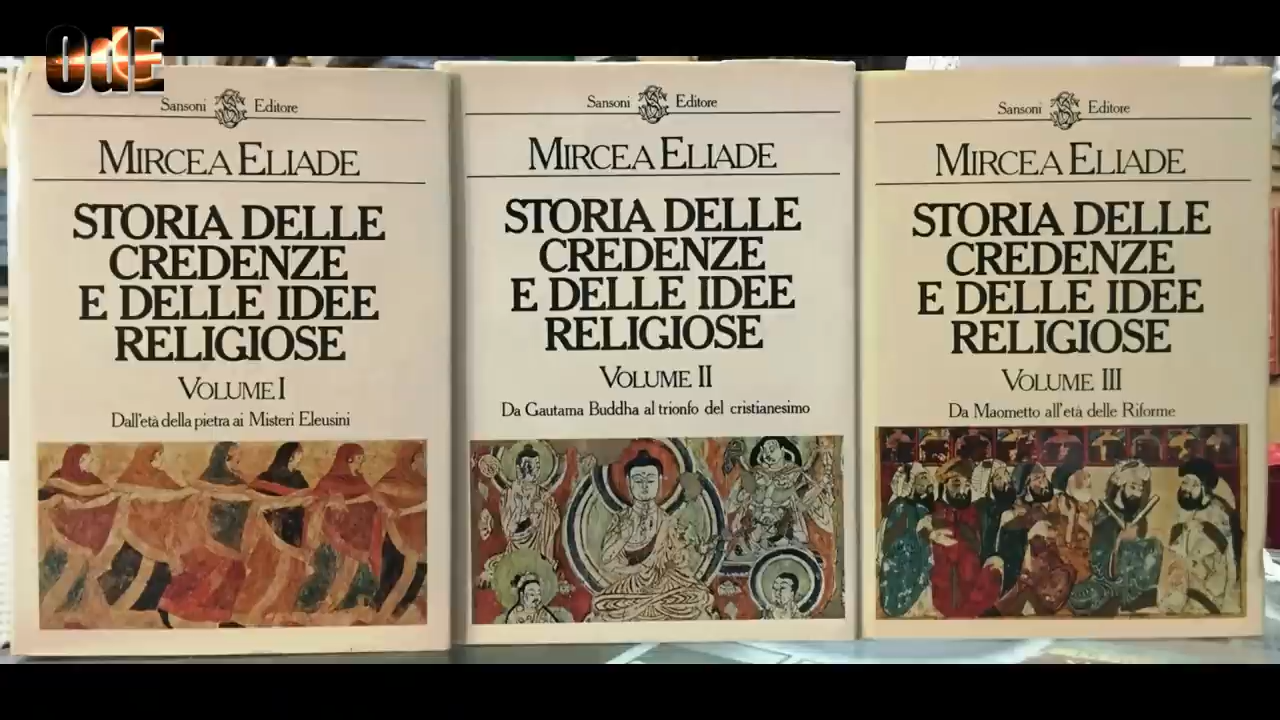 OdE
Sansoni Editore
MIRCEA ELIADE
STORIA DELLE
CREDENZE
E DELLE IDEE
RELIGIOSE
VOLUME I
Dall'età della pietra ai Misteri Eleusini
Sansoni Editore
MIRCEA ELIADE
STORIA DELLE
CREDENZE
E DELLE IDEE
RELIGIOSE
VOLUME II
Da Gautama Buddha al trionfo del cristianesimo
Sansoni Editore
MIRCEA ELIADE
STORIA DELLE
CREDENZE
E DELLE IDEE
RELIGIOSE
VOLUME III
Da Maometto all'età delle Riforme